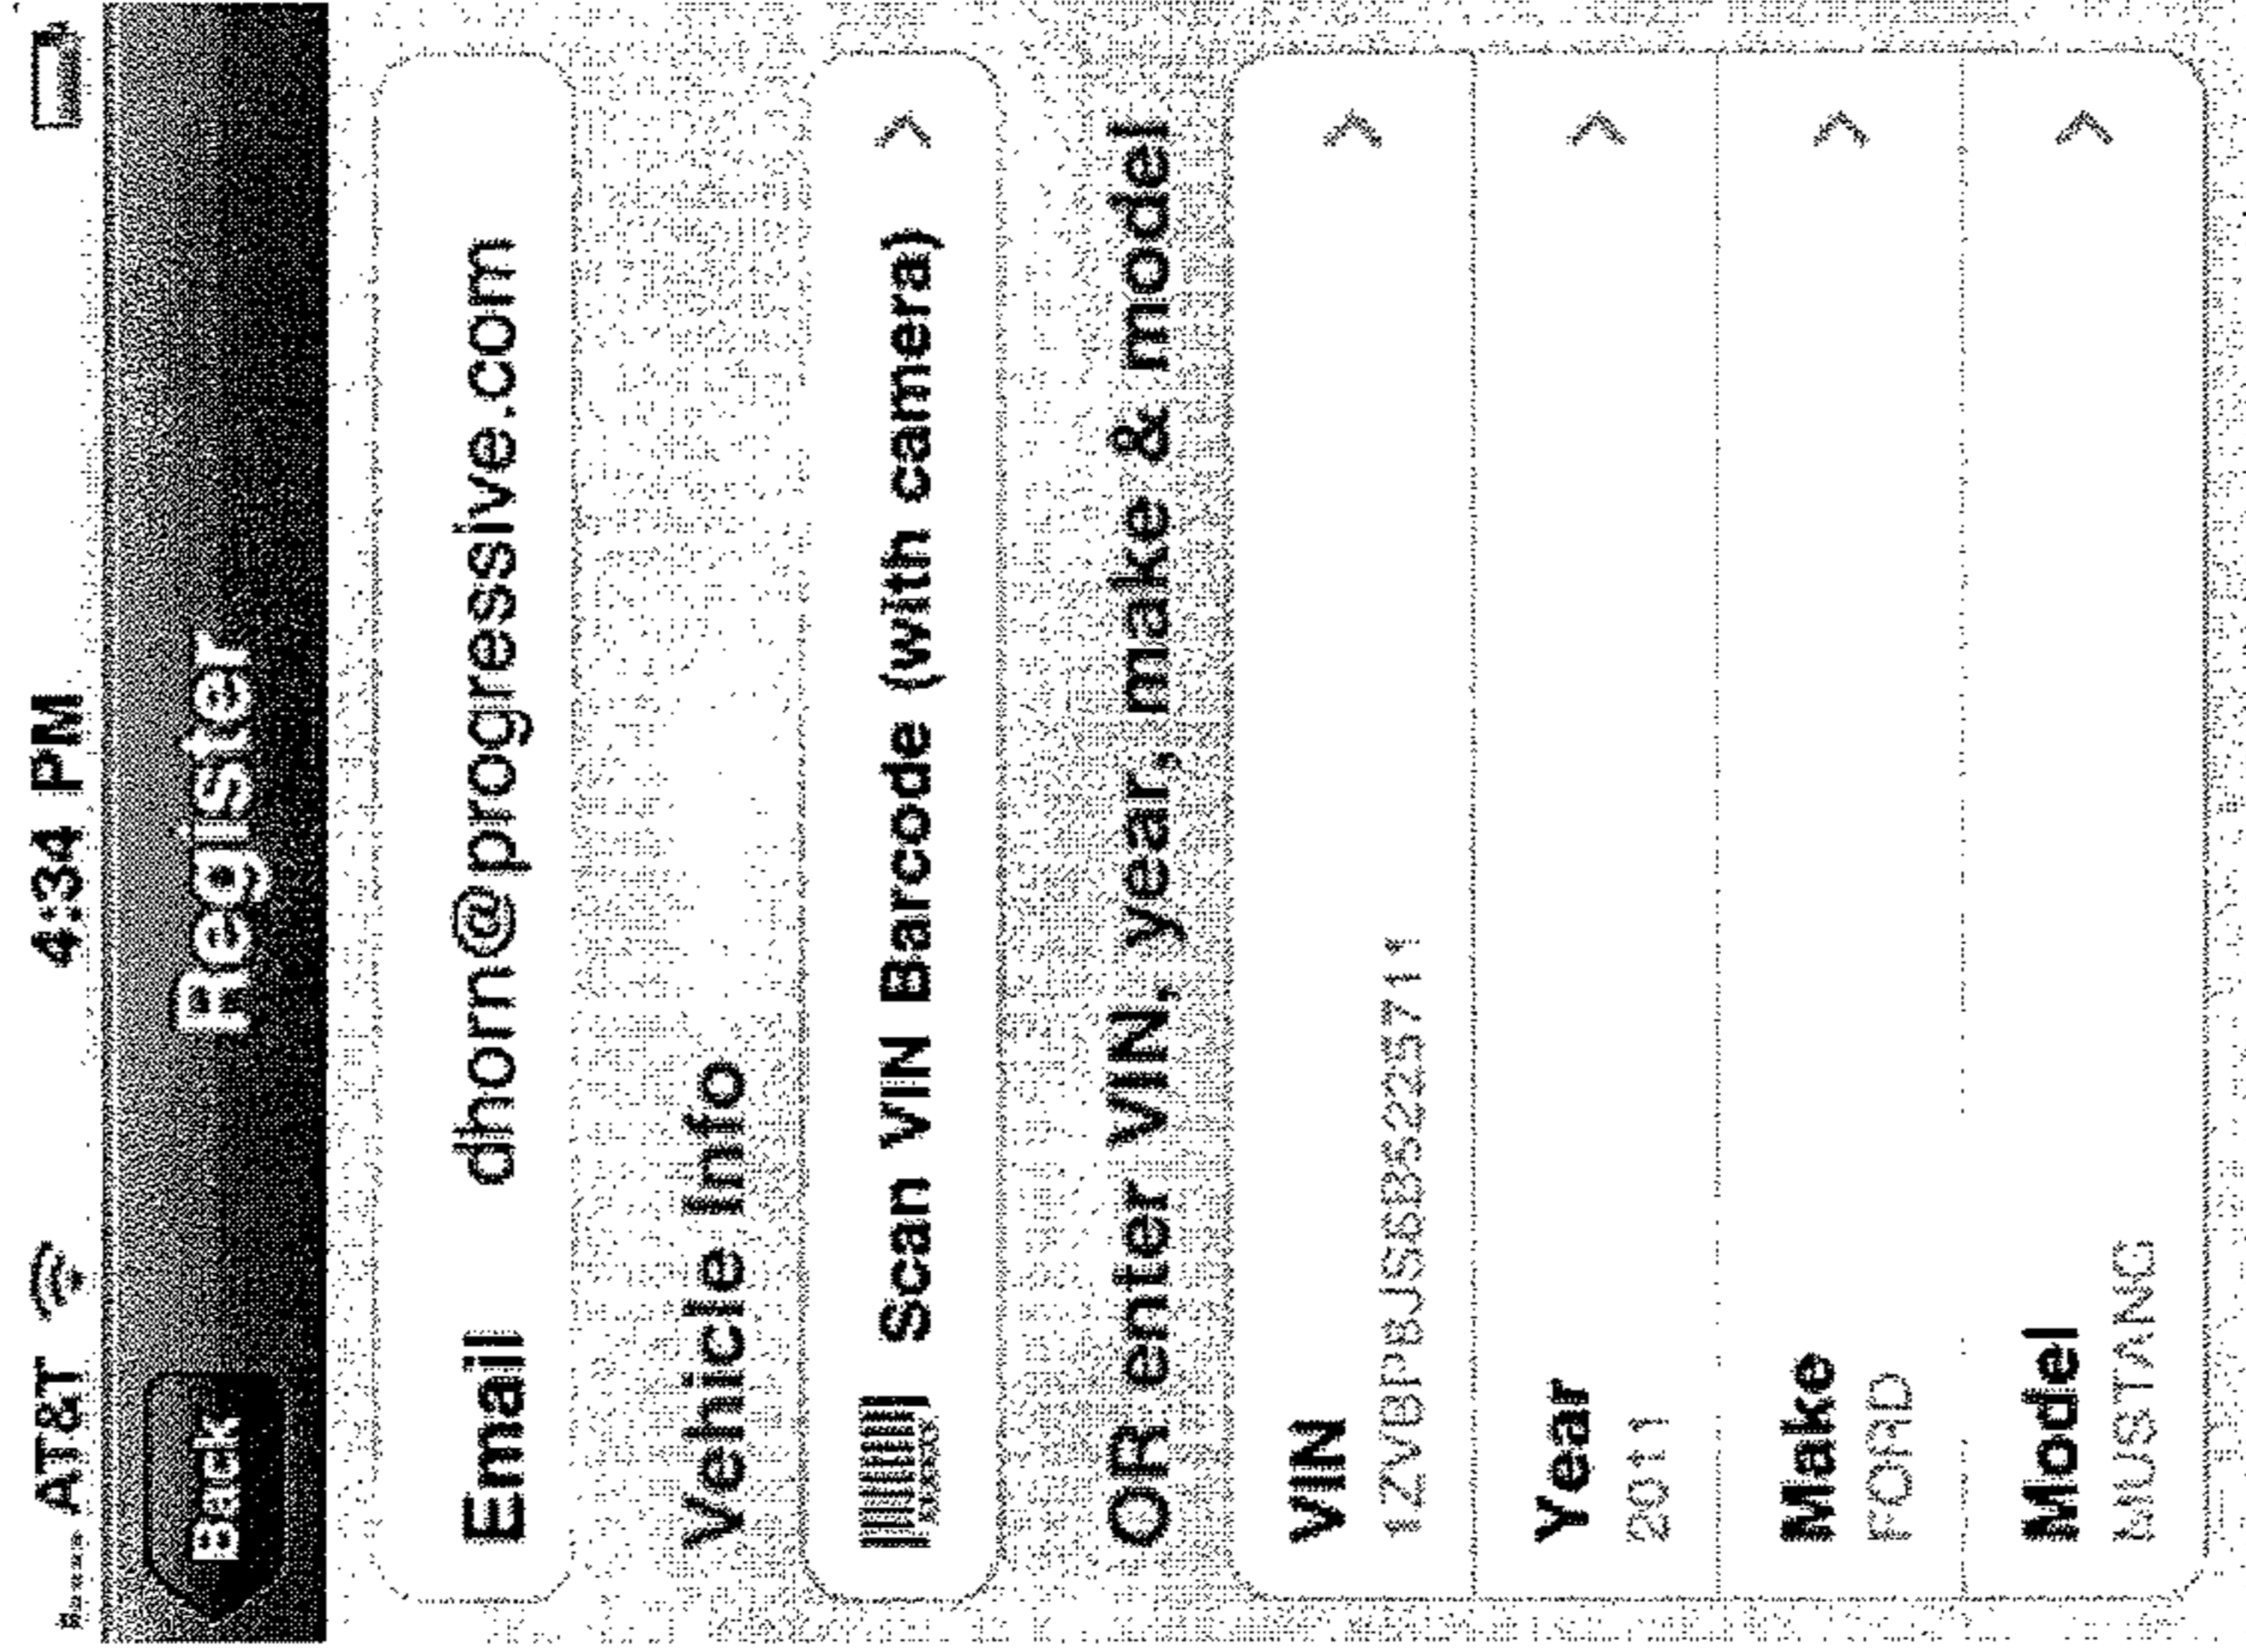 AT&T 4:34 PM
Back Register
Email dhorn@progressive.com
Vehicle Info
Scan VIN Barcode (with camera)
OR enter VIN, year, make & model
VIN
Year
2011
Make
FORD
Model
MUSTANG